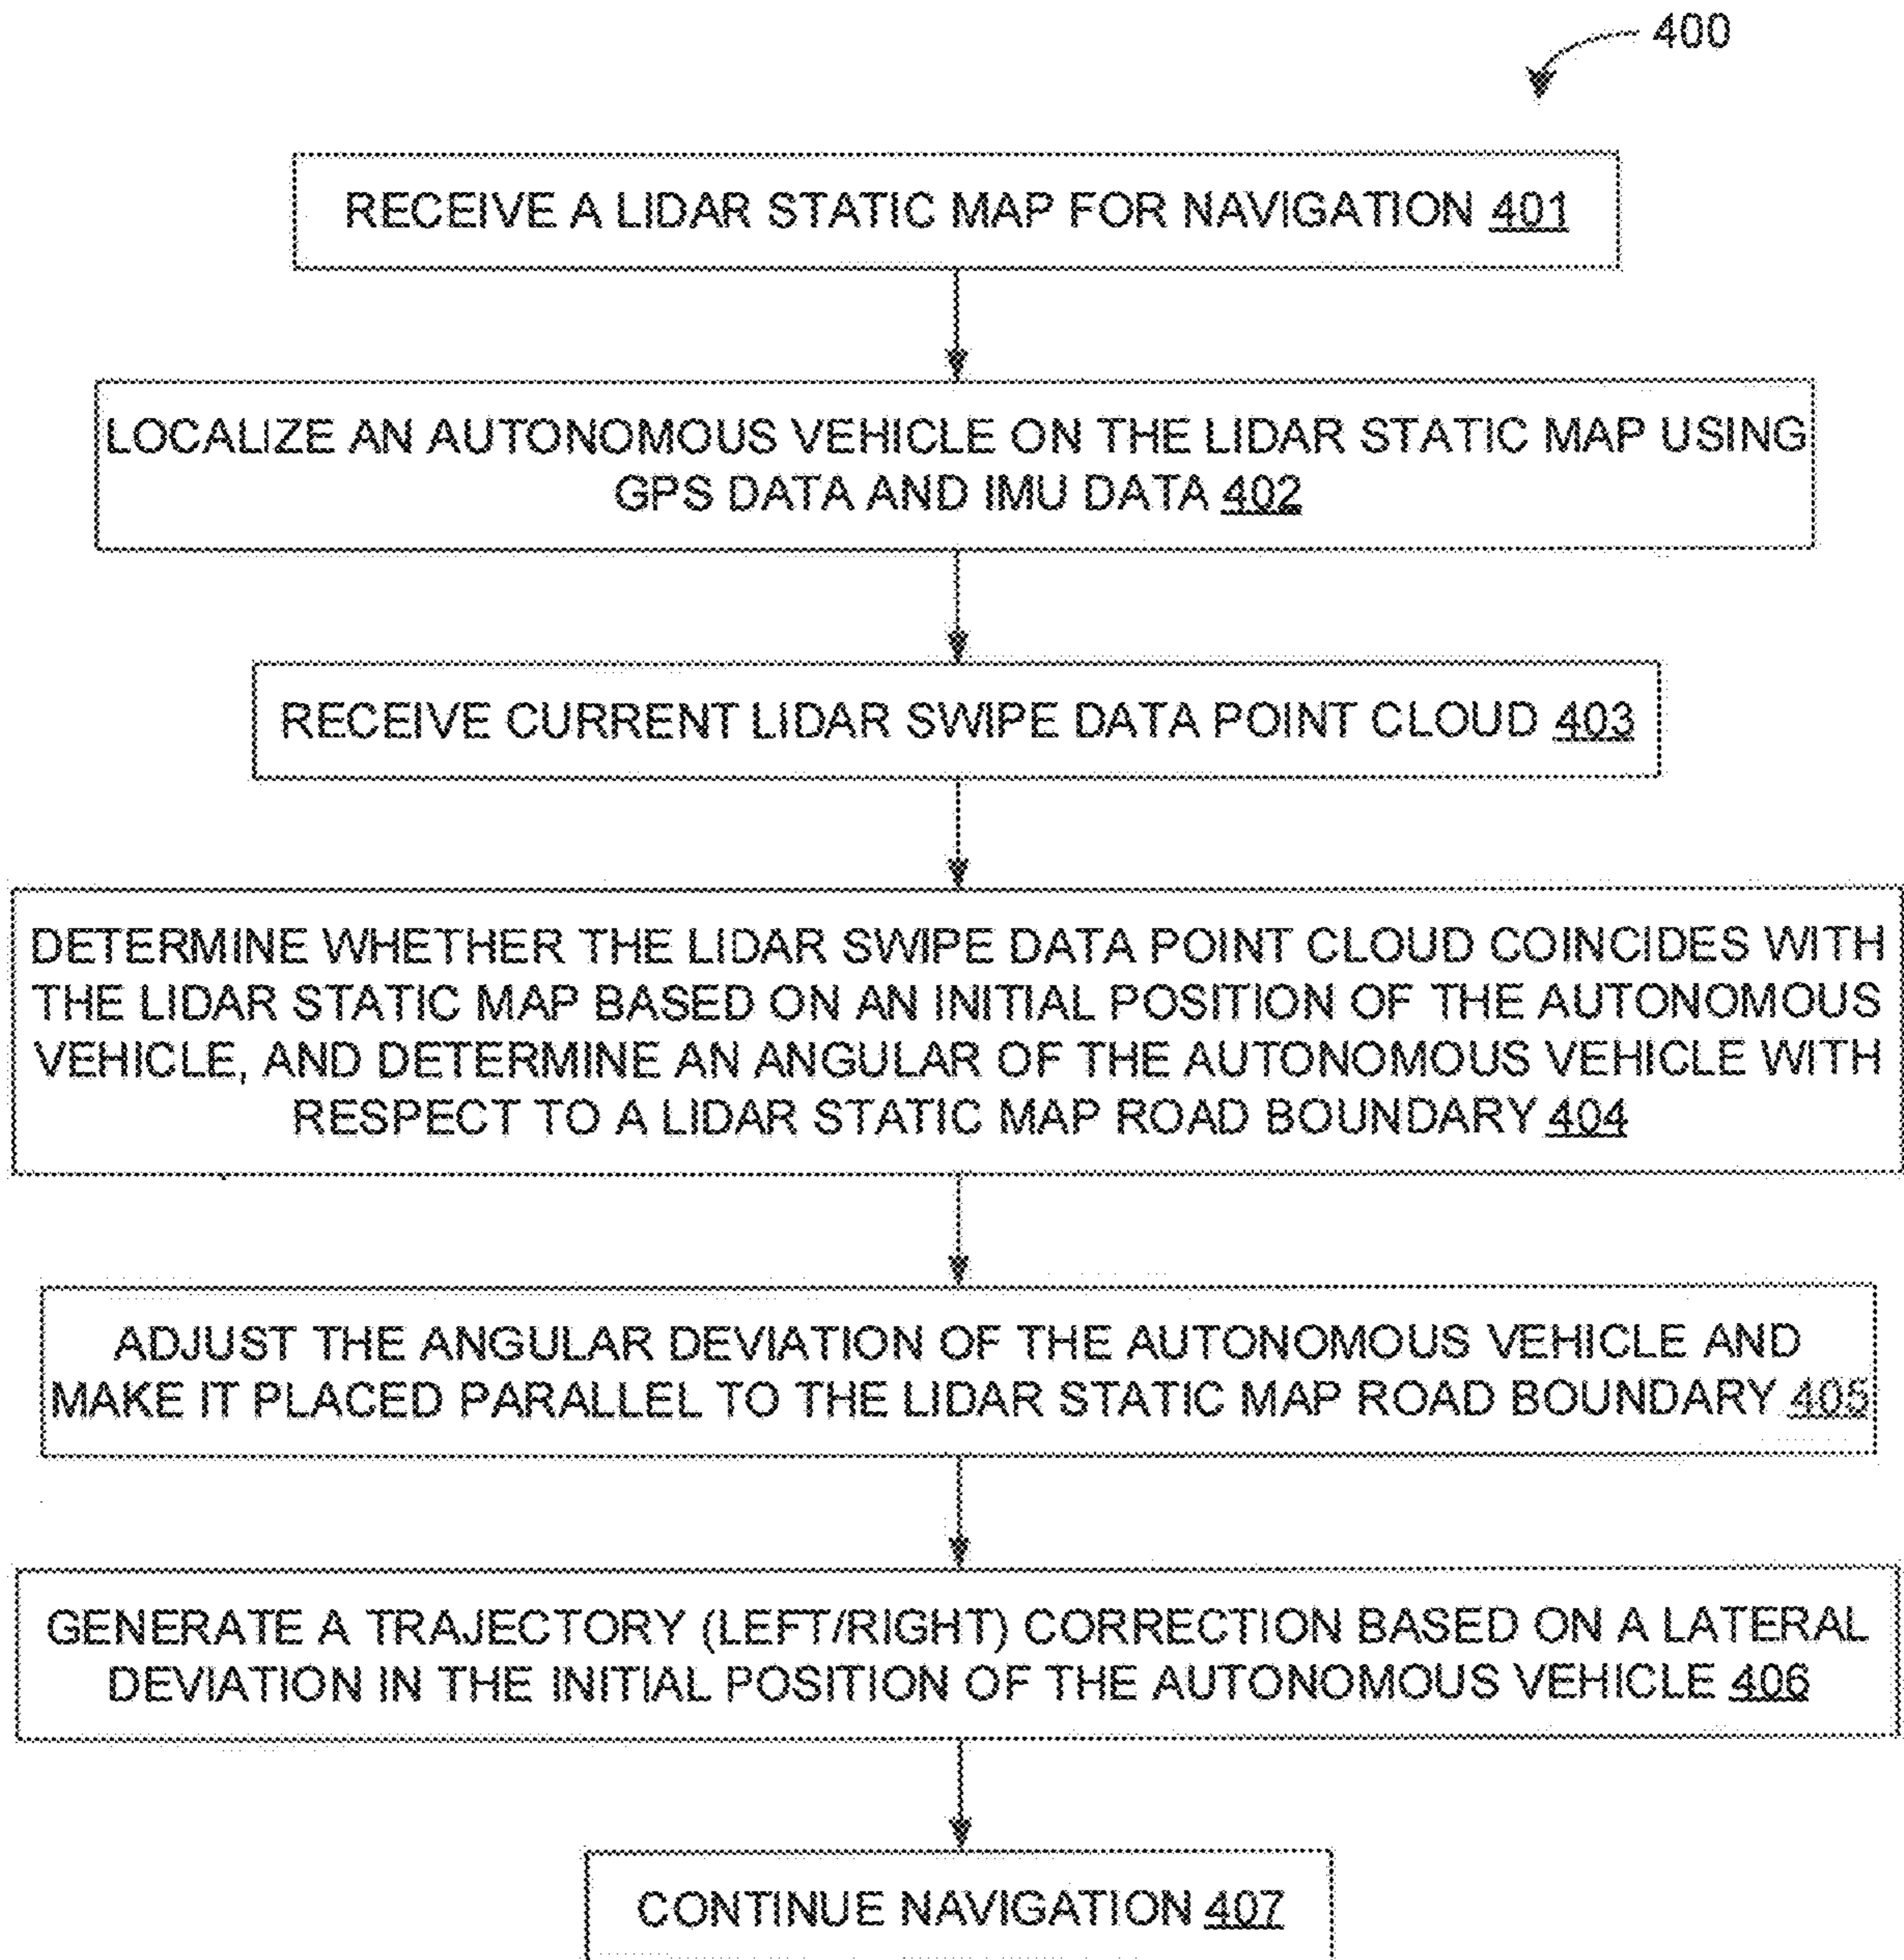 400
RECEIVE A LIDAR STATIC MAP FOR NAVIGATION 401
LOCALIZE AN AUTONOMOUS VEHICLE ON THE LIDAR STATIC MAP USING
GPS DATA AND IMU DATA 402
RECEIVE CURRENT LIDAR SWIPE DATA POINT CLOUD 403
DETERMINE WHETHER THE LIDAR SWIPE DATA POINT CLOUD COINCIDES WITH
THE LIDAR STATIC MAP BASED ON AN INITIAL POSITION OF THE AUTONOMOUS
VEHICLE, AND DETERMINE AN ANGULAR OF THE AUTONOMOUS VEHICLE WITH
RESPECT TO A LIDAR STATIC MAP ROAD BOUNDARY 404
ADJUST THE ANGULAR DEVIATION OF THE AUTONOMOUS VEHICLE AND
MAKE IT PLACED PARALLEL TO THE LIDAR STATIC MAP ROAD BOUNDARY 405
GENERATE A TRAJECTORY (LEFT/RIGHT) CORRECTION BASED ON A LATERAL
DEVIATION IN THE INITIAL POSITION OF THE AUTONOMOUS VEHICLE 406
CONTINUE NAVIGATION 407